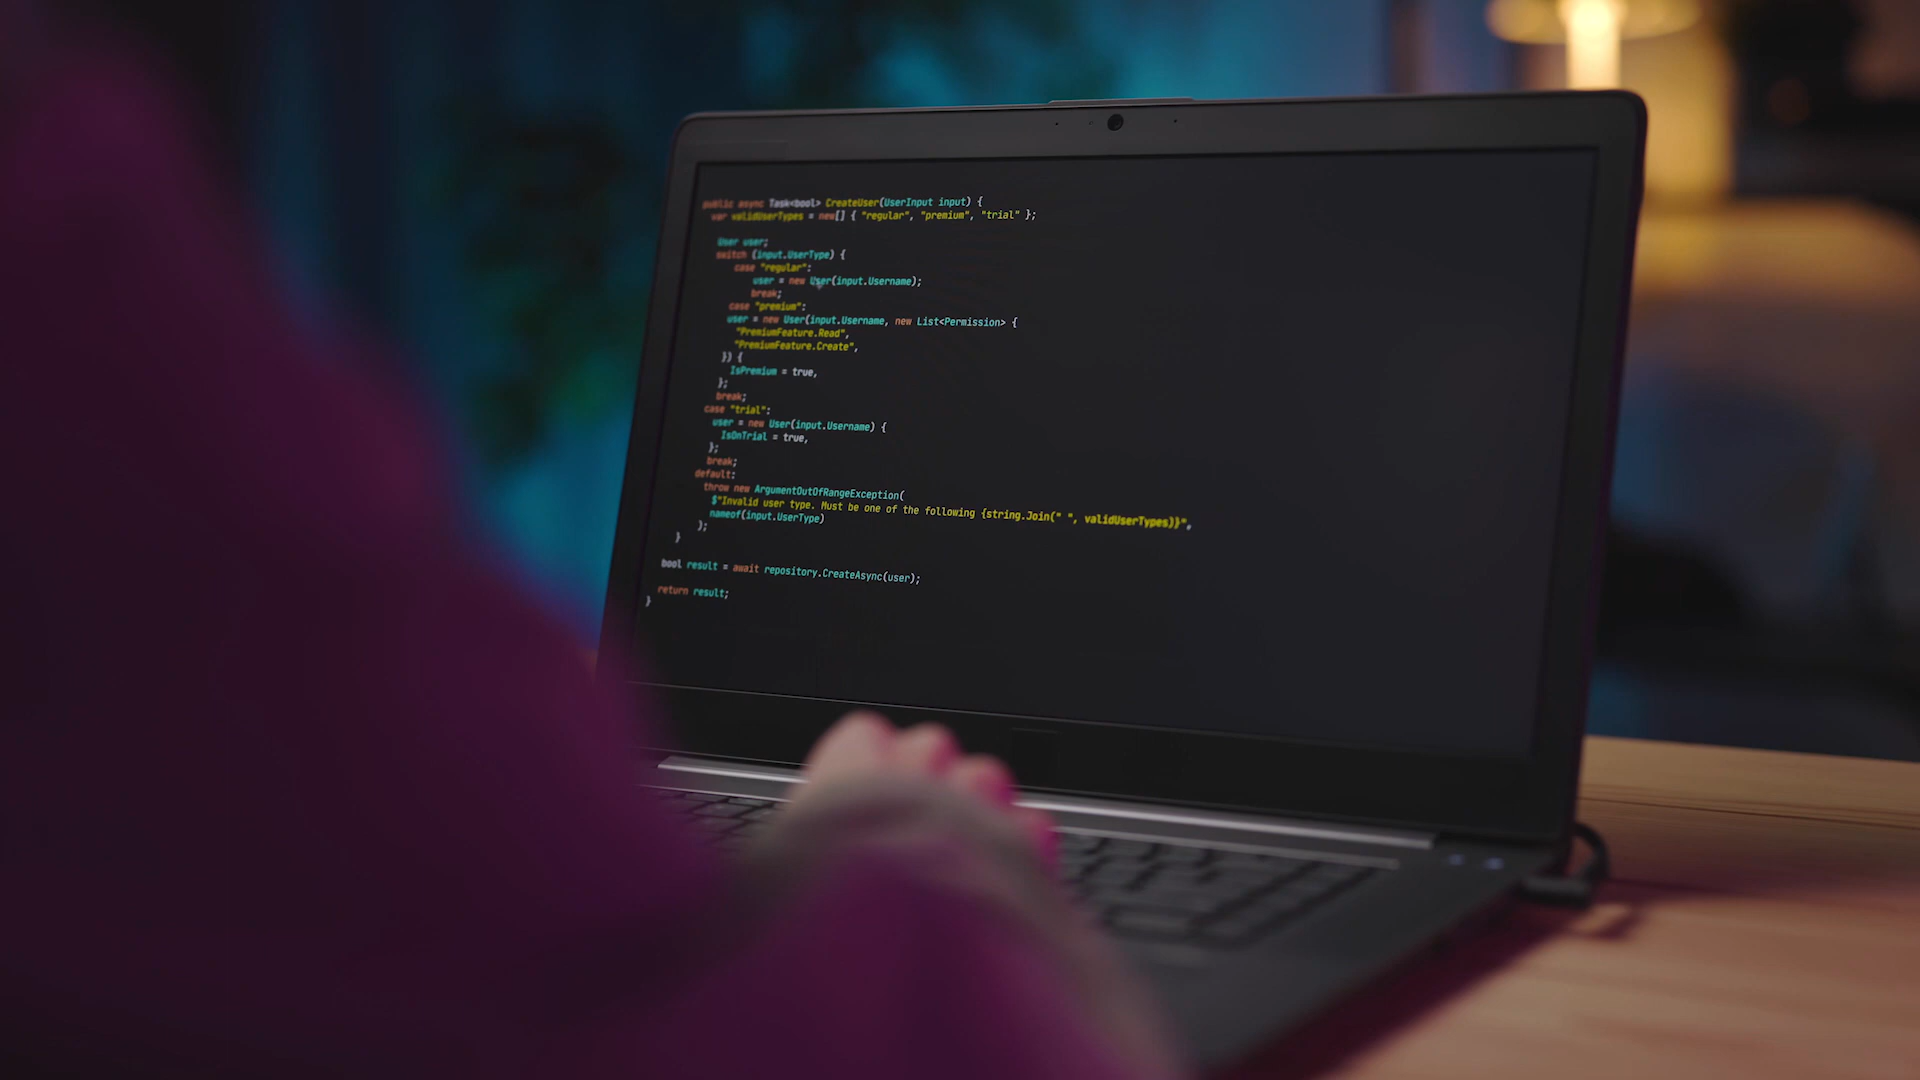 public async Task<bool> CreateUser(UserInput input) {
var validUserTypes = new[] { "regular", "premium", "trial" };
User user;
switch (input.UserType) {
case "regular":
user = new User(input.Username);
break;
case "premium":
user = new User(input.Username, new List<Permission> {
"PremiumFeature.Read",
"PremiumFeature.Create",
}) {
IsPremium = true,
};
break;
case "trial":
user = new User(input.Username) {
IsOnTrial = true,
};
break;
default:
throw new ArgumentOutOfRangeException(
$"Invalid user type. Must be one of the following {string.Join(" ", validUserTypes)}",
nameof(input.UserType)
);
}
bool result = await repository.CreateAsync(user);
return result;
}